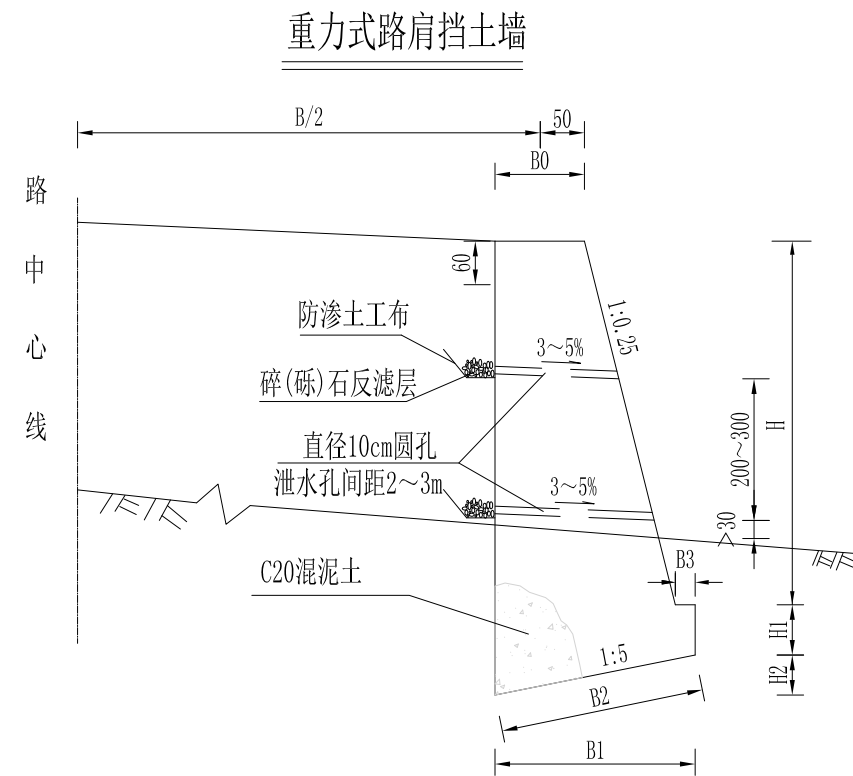 重力式路肩挡土墙
B/2
50
B0
路中心线
60
1:0.25
防渗土工布
3～5%
碎(砾)石反滤层
H
200～300
直径10cm圆孔
泄水孔间距2～3m
3～5%
>30
B3
C20混泥土
H1
1:5
H2
B2
B1